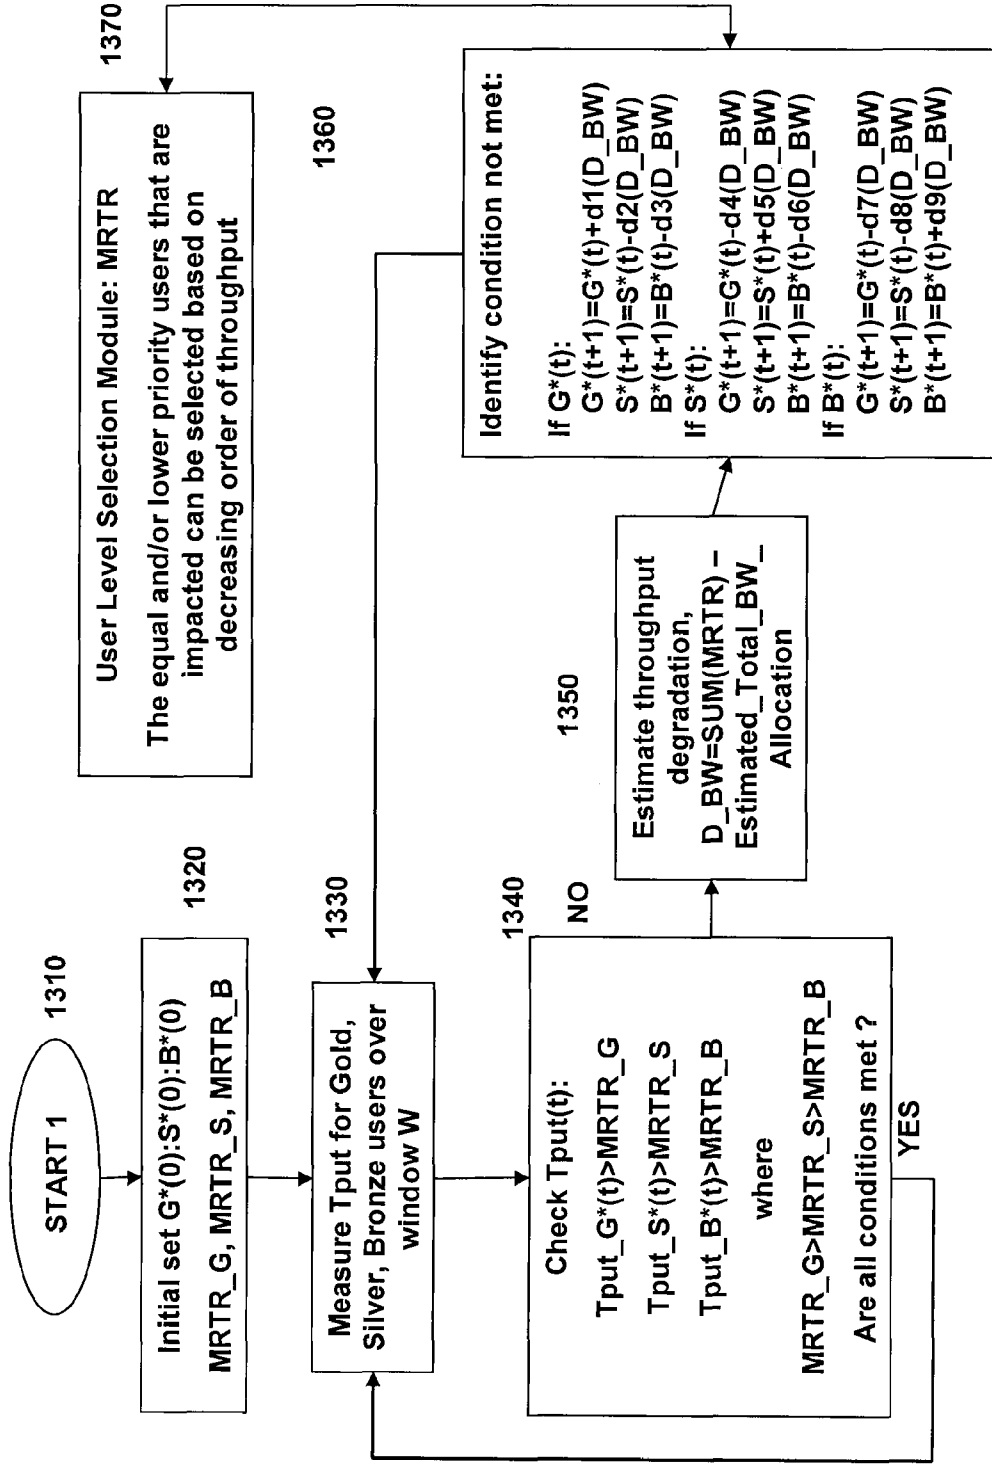 START 1
1310
Initial set G*(0):S*(0):B*(0)
MRTR_G, MRTR_S, MRTR_B
1320
Measure Tput for Gold,
Silver, Bronze users over
window W
1330
Check Tput(t):
Tput_G*(t)>MRTR_G
Tput_S*(t)>MRTR_S
Tput_B*(t)>MRTR_B
where
MRTR_G>MRTR_S>MRTR_B
Are all conditions met ?
1340
NO
YES
Estimate throughput
degradation,
D_BW=SUM(MRTR) –
Estimated_Total_BW_
Allocation
1350
Identify condition not met:
If G*(t):
G*(t+1)=G*(t)+d1(D_BW)
S*(t+1)=S*(t)-d2(D_BW)
B*(t+1)=B*(t)-d3(D_BW)
If S*(t):
G*(t+1)=G*(t)-d4(D_BW)
S*(t+1)=S*(t)+d5(D_BW)
B*(t+1)=B*(t)-d6(D_BW)
If B*(t):
G*(t+1)=G*(t)-d7(D_BW)
S*(t+1)=S*(t)-d8(D_BW)
B*(t+1)=B*(t)+d9(D_BW)
1360
User Level Selection Module: MRTR
The equal and/or lower priority users that are
impacted can be selected based on
decreasing order of throughput
1370